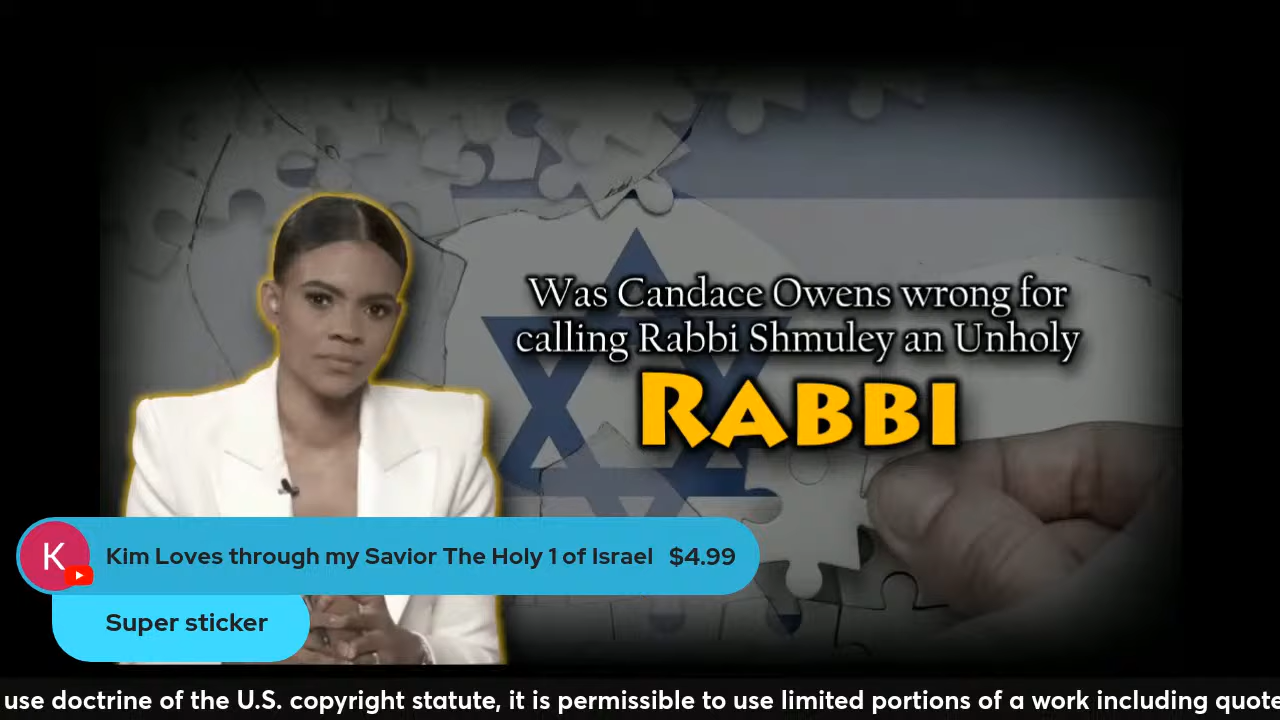 Was Candace Owens wrong for
calling Rabbi Shmuley an Unholy
RABBI
K
Kim Loves through my Savior The Holy 1 of Israel $4.99
Super sticker
use doctrine of the U.S. copyright statute, it is permissible to use limited portions of a work including quote